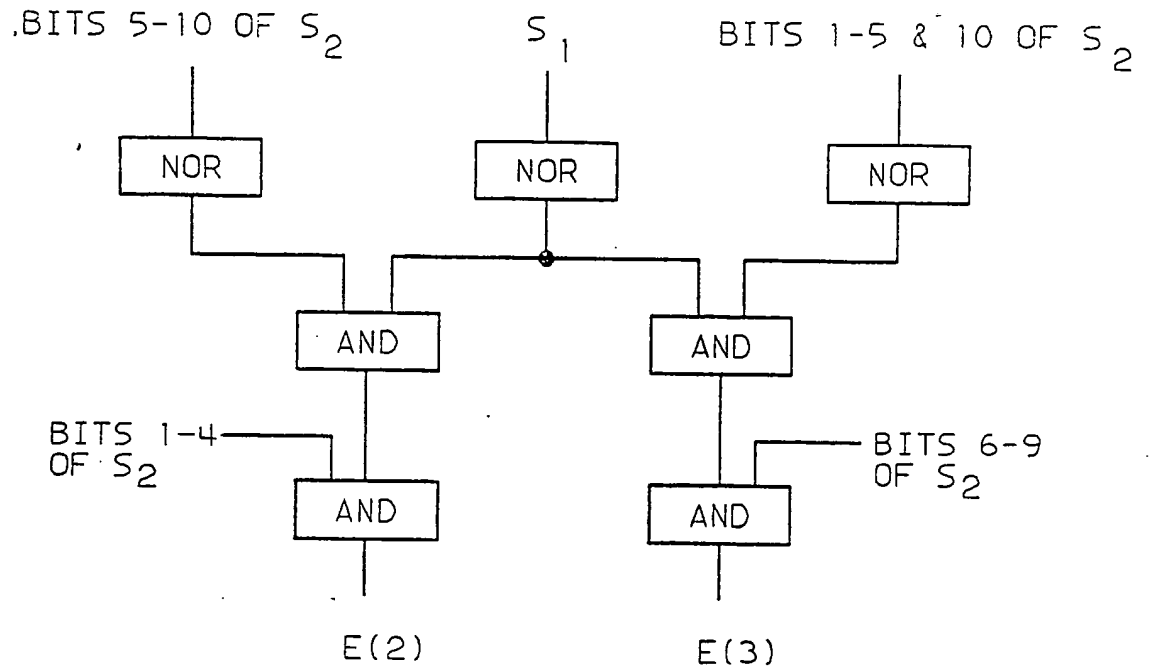 BITS 5-10 OF S2
S1
BITS 1-5 & 10 OF S2
NOR
NOR
NOR
AND
AND
BITS 1-4
OF S2
BITS 6-9
OF S2
AND
AND
E(2)
E(3)